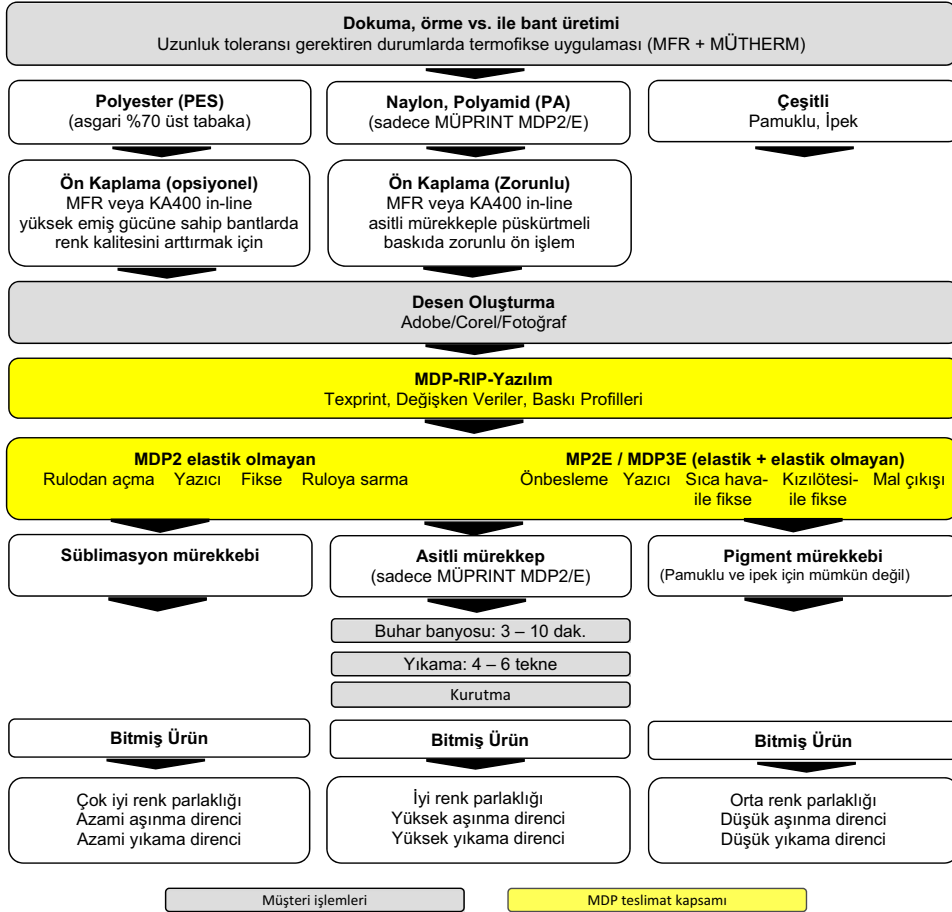 Dokuma, örme vs. ile bant üretimi
Uzunluk toleransı gerektiren durumlarda termofikse uygulaması (MFR + MÜTHERM)
Polyester (PES)
(asgari %70 üst tabaka)
Naylon, Polyamid (PA)
(sadece MÜPRINT MDP2/E)
Çeşitli
Pamuklu, İpek
Ön Kaplama (opsiyonel)
MFR veya KA400 in-line
yüksek emiş gücüne sahip bantlarda
renk kalitesini arttırmak için
Ön Kaplama (Zorunlu)
MFR veya KA400 in-line
asitli mürekkeple püskürtmeli
baskıda zorunlu ön işlem
Desen Oluşturma
Adobe/Corel/Fotoğraf
MDP-RIP-Yazılım
Texprint, Değişken Veriler, Baskı Profilleri
MDP2 elastik olmayan
Rulodan açma Yazıcı Fikse Ruloya sarma
MP2E / MDP3E (elastik + elastik olmayan)
Önbesleme Yazıcı Sıca hava- Kızılötesi- Mal çıkışı
ile fikse ile fikse
Süblimasyon mürekkebi
Asitli mürekkep
(sadece MÜPRINT MDP2/E)
Pigment mürekkebi
(Pamuklu ve ipek için mümkün değil)
Buhar banyosu: 3 – 10 dak.
Yıkama: 4 – 6 tekne
Kurutma
Bitmiş Ürün
Bitmiş Ürün
Bitmiş Ürün
Çok iyi renk parlaklığı
Azami aşınma direnci
Azami yıkama direnci
İyi renk parlaklığı
Yüksek aşınma direnci
Yüksek yıkama direnci
Orta renk parlaklığı
Düşük aşınma direnci
Düşük yıkama direnci
Müşteri işlemleri
MDP teslimat kapsamı